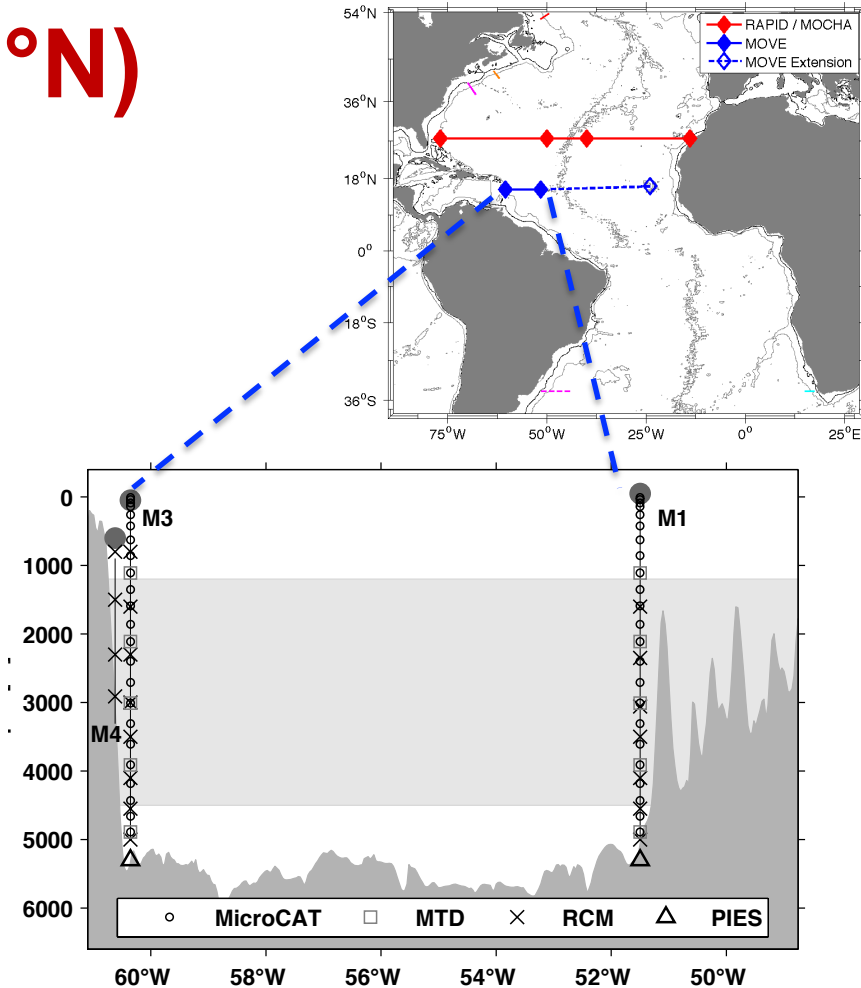 °N)
54°N
36°N
18°N
0°
18°S
36°S
75°W 50°W 25°W 0° 25°E
RAPID / MOCHA
MOVE
MOVE Extension
0
1000
2000
3000
4000
5000
6000
M3
M1
M4
MicroCAT MTD RCM PIES
60°W 58°W 56°W 54°W 52°W 50°W